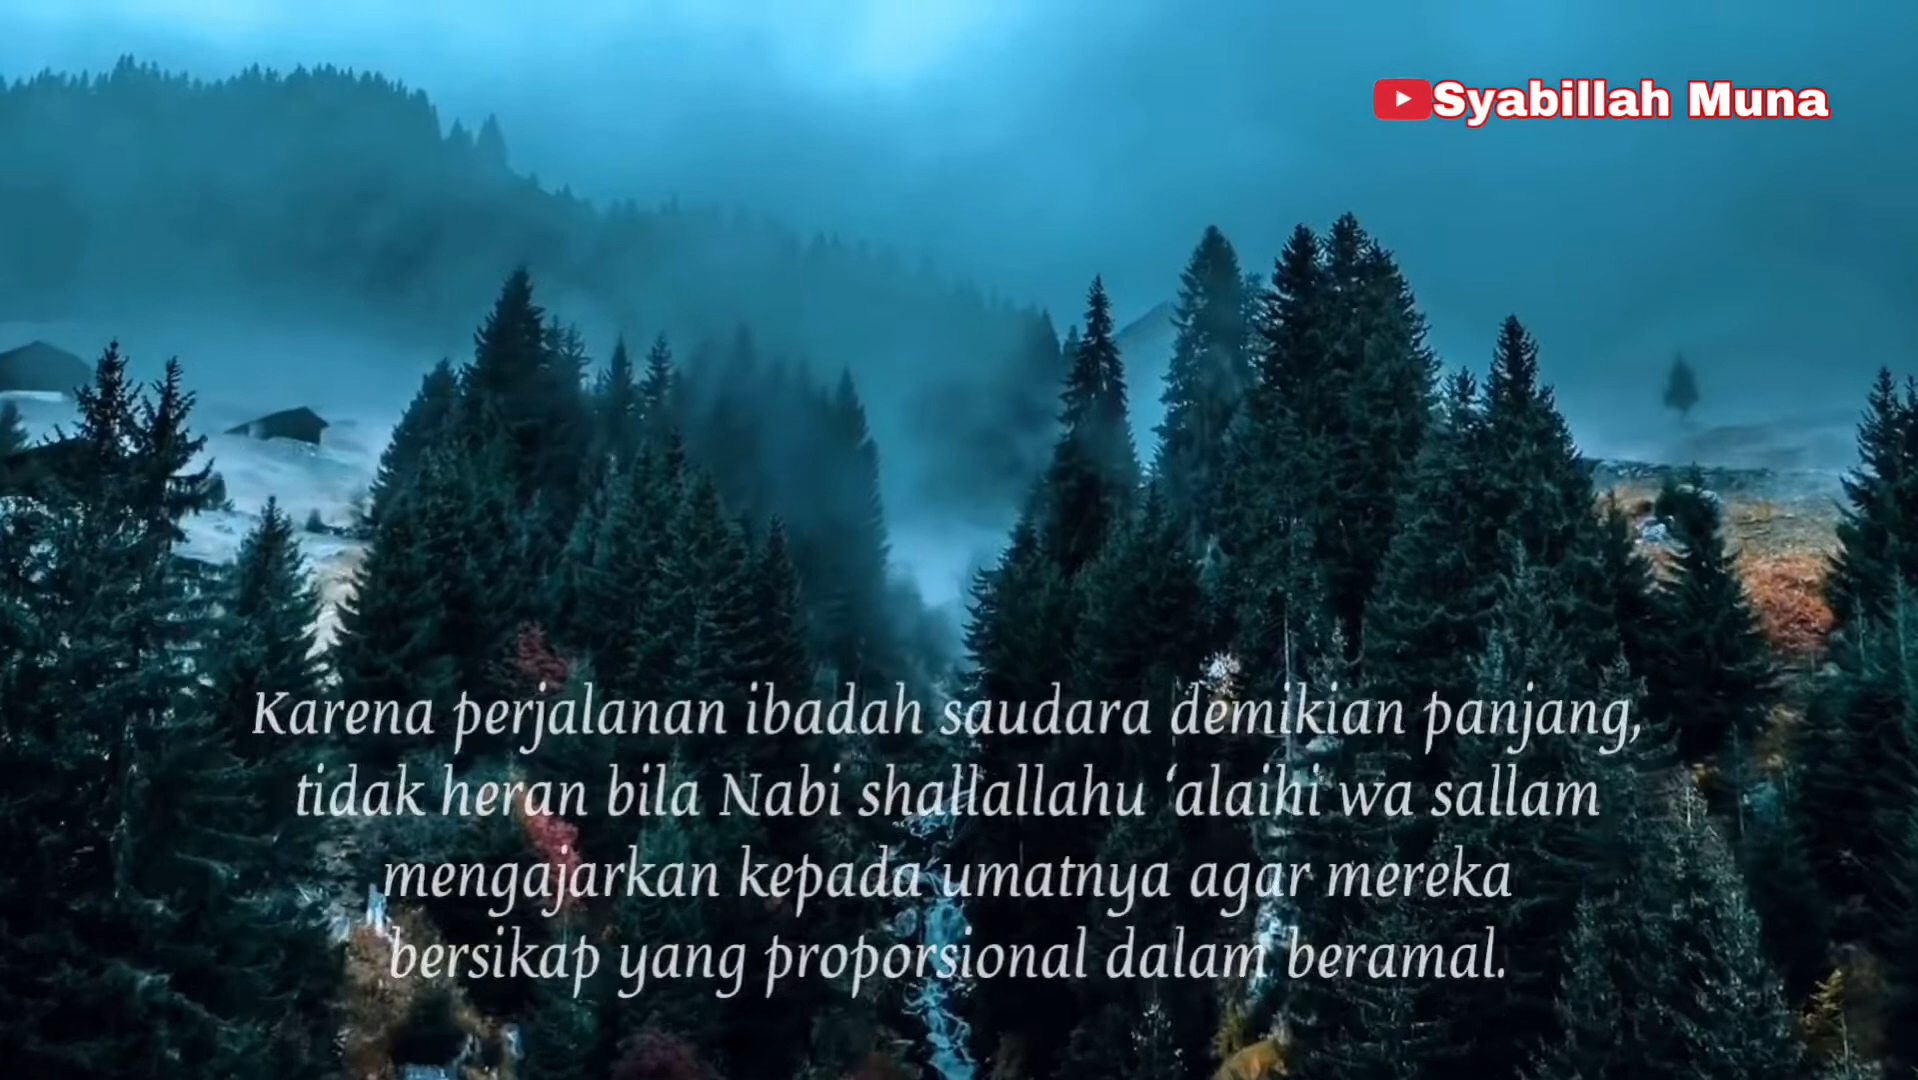 Syabillah Muna
Karena perjalanan ibadah saudara demikian panjang,
tidak heran bila Nabi shallallahu ‘alaihi wa sallam
mengajarkan kepada umatnya agar mereka
bersikap yang proporsional dalam beramal.